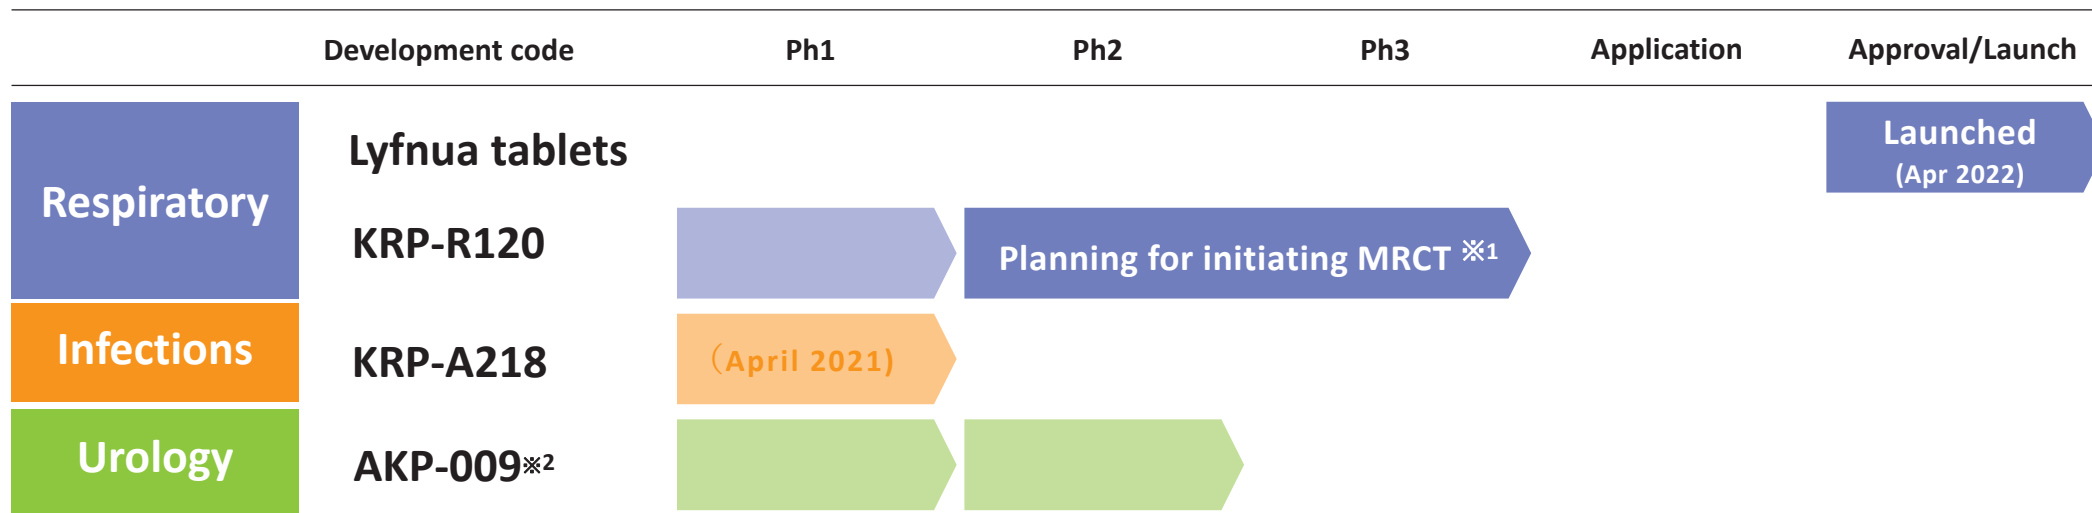 Development code Ph1 Ph2 Ph3 Application Approval/Launch
Respiratory
Lyfnua tablets
Launched
(Apr 2022)
KRP-R120
Planning for initiating MRCT ※1
Infections
KRP-A218
（April 2021)
Urology
AKP-009※2